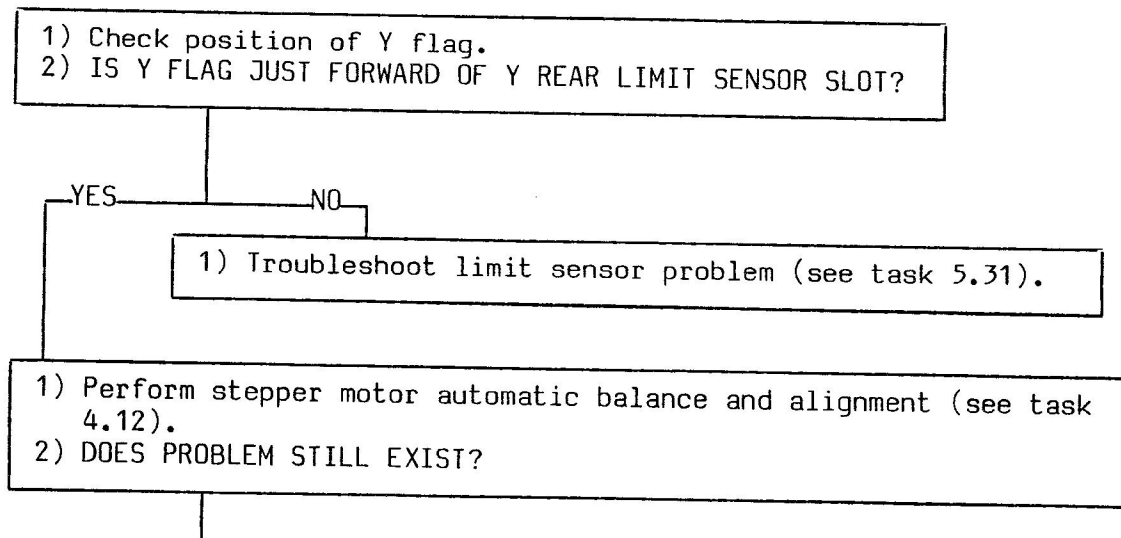 1) Check position of Y flag.
2) IS Y FLAG JUST FORWARD OF Y REAR LIMIT SENSOR SLOT?
YES
NO
1) Troubleshoot limit sensor problem (see task 5.31).
1) Perform stepper motor automatic balance and alignment (see task
4.12).
2) DOES PROBLEM STILL EXIST?